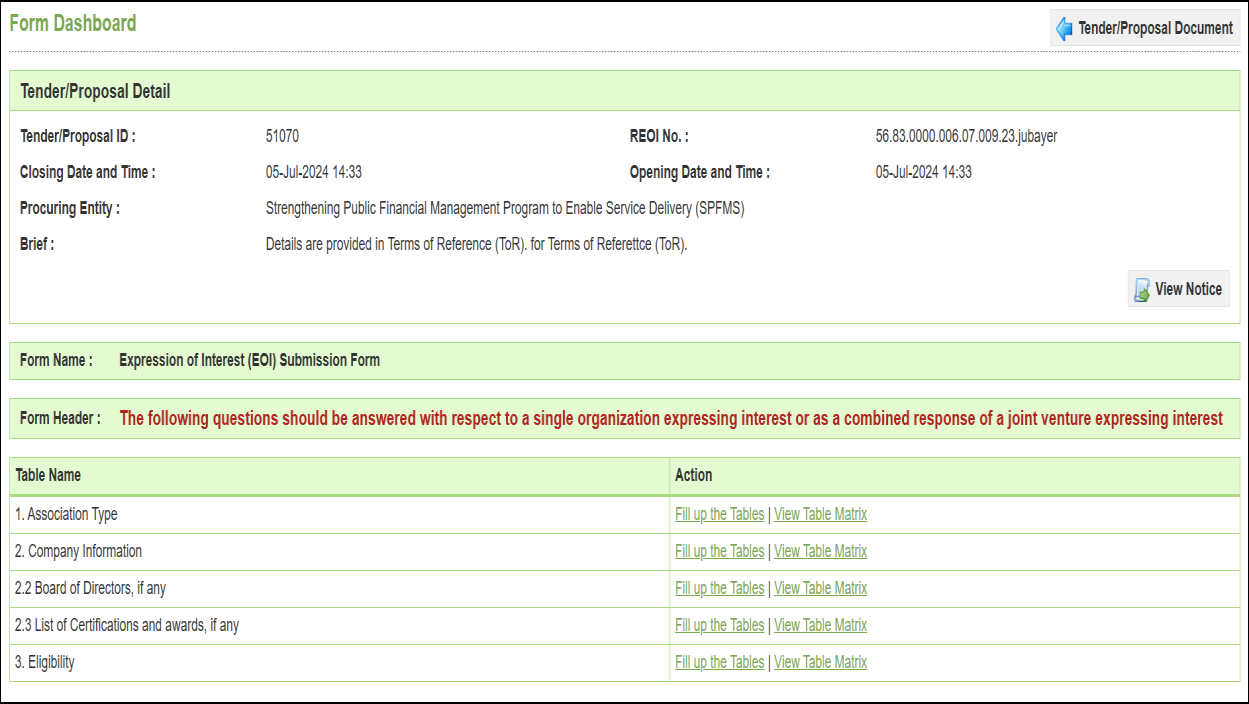 Form Dashboard
Tender/Proposal Document
Tender/Proposal Detail
Tender/Proposal ID : 51070 REOI No. : 56.83.0000.006.07.009.23.jubayer
Closing Date and Time : 05-Jul-2024 14:33 Opening Date and Time : 05-Jul-2024 14:33
Procuring Entity : Strengthening Public Financial Management Program to Enable Service Delivery (SPFMS)
Brief : Details are provided in Terms of Reference (ToR). for Terms of Referettce (ToR).
View Notice
Form Name : Expression of Interest (EOI) Submission Form
Form Header : The following questions should be answered with respect to a single organization expressing interest or as a combined response of a joint venture expressing interest
Table Name Action
1. Association Type Fill up the Tables | View Table Matrix
2. Company Information Fill up the Tables | View Table Matrix
2.2 Board of Directors, if any Fill up the Tables | View Table Matrix
2.3 List of Certifications and awards, if any Fill up the Tables | View Table Matrix
3. Eligibility Fill up the Tables | View Table Matrix